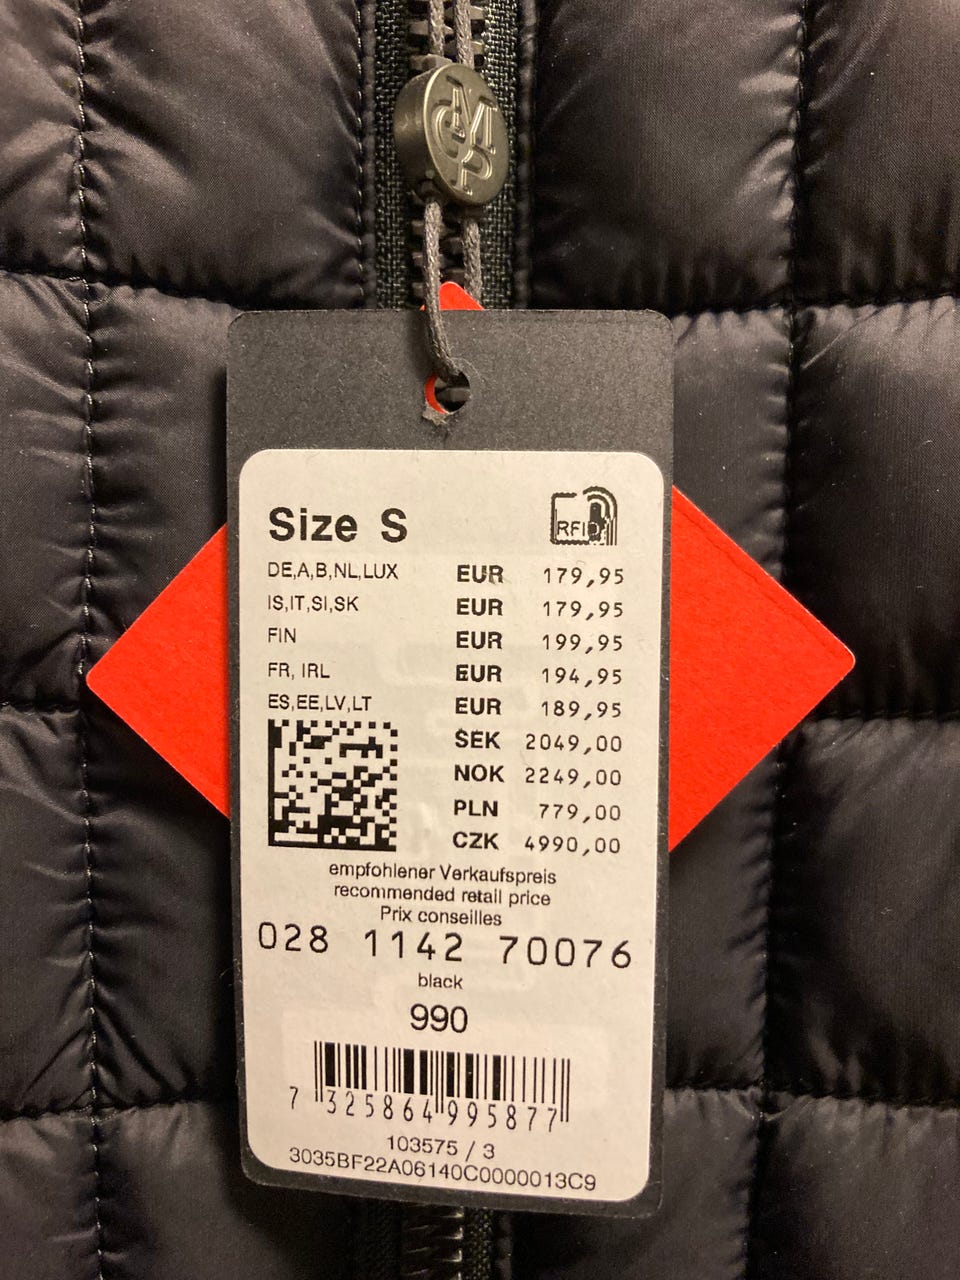 MOP
Size S
RFID
DE,A,B,NL,LUX EUR 179,95
IS,IT,SI,SK EUR 179,95
FIN EUR 199,95
FR, IRL EUR 194,95
ES,EE,LV,LT EUR 189,95
SEK 2049,00
NOK 2249,00
PLN 779,00
CZK 4990,00
empfohlener Verkaufspreis
recommended retail price
Prix conseilles
028 1142 70076
black
990
7 325864 995877
103575 / 3
3035BF22A06140C0000013C9